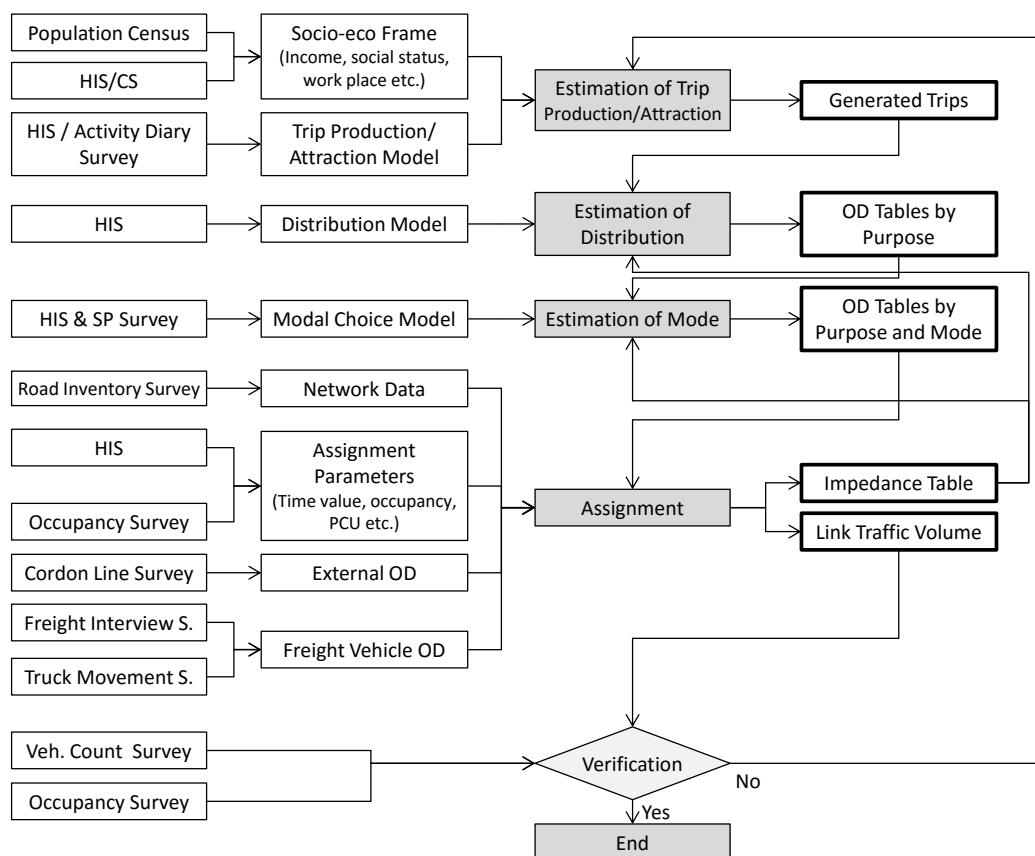 Population Census
HIS/CS
Socio-eco Frame
(Income, social status,
work place etc.)
Estimation of Trip
Production/Attraction
Generated Trips
HIS / Activity Diary
Survey
Trip Production/
Attraction Model
HIS
Distribution Model
Estimation of
Distribution
OD Tables by
Purpose
HIS & SP Survey
Modal Choice Model
Estimation of Mode
OD Tables by
Purpose and Mode
Road Inventory Survey
Network Data
HIS
Occupancy Survey
Assignment
Parameters
(Time value, occupancy,
PCU etc.)
Assignment
Impedance Table
Link Traffic Volume
Cordon Line Survey
External OD
Freight Interview S.
Truck Movement S.
Freight Vehicle OD
Veh. Count  Survey
Occupancy Survey
Verification
No
Yes
End